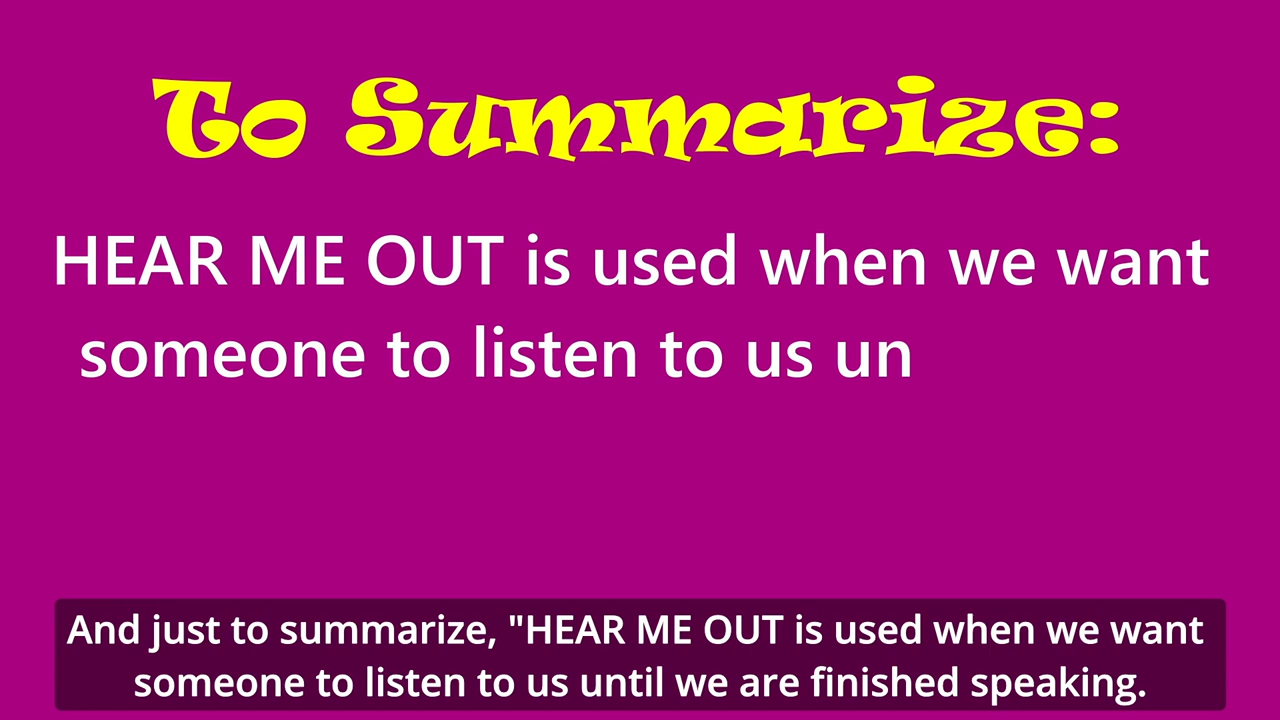 To Summarize:
HEAR ME OUT is used when we want
someone to listen to us un
And just to summarize, "HEAR ME OUT is used when we want
someone to listen to us until we are finished speaking.